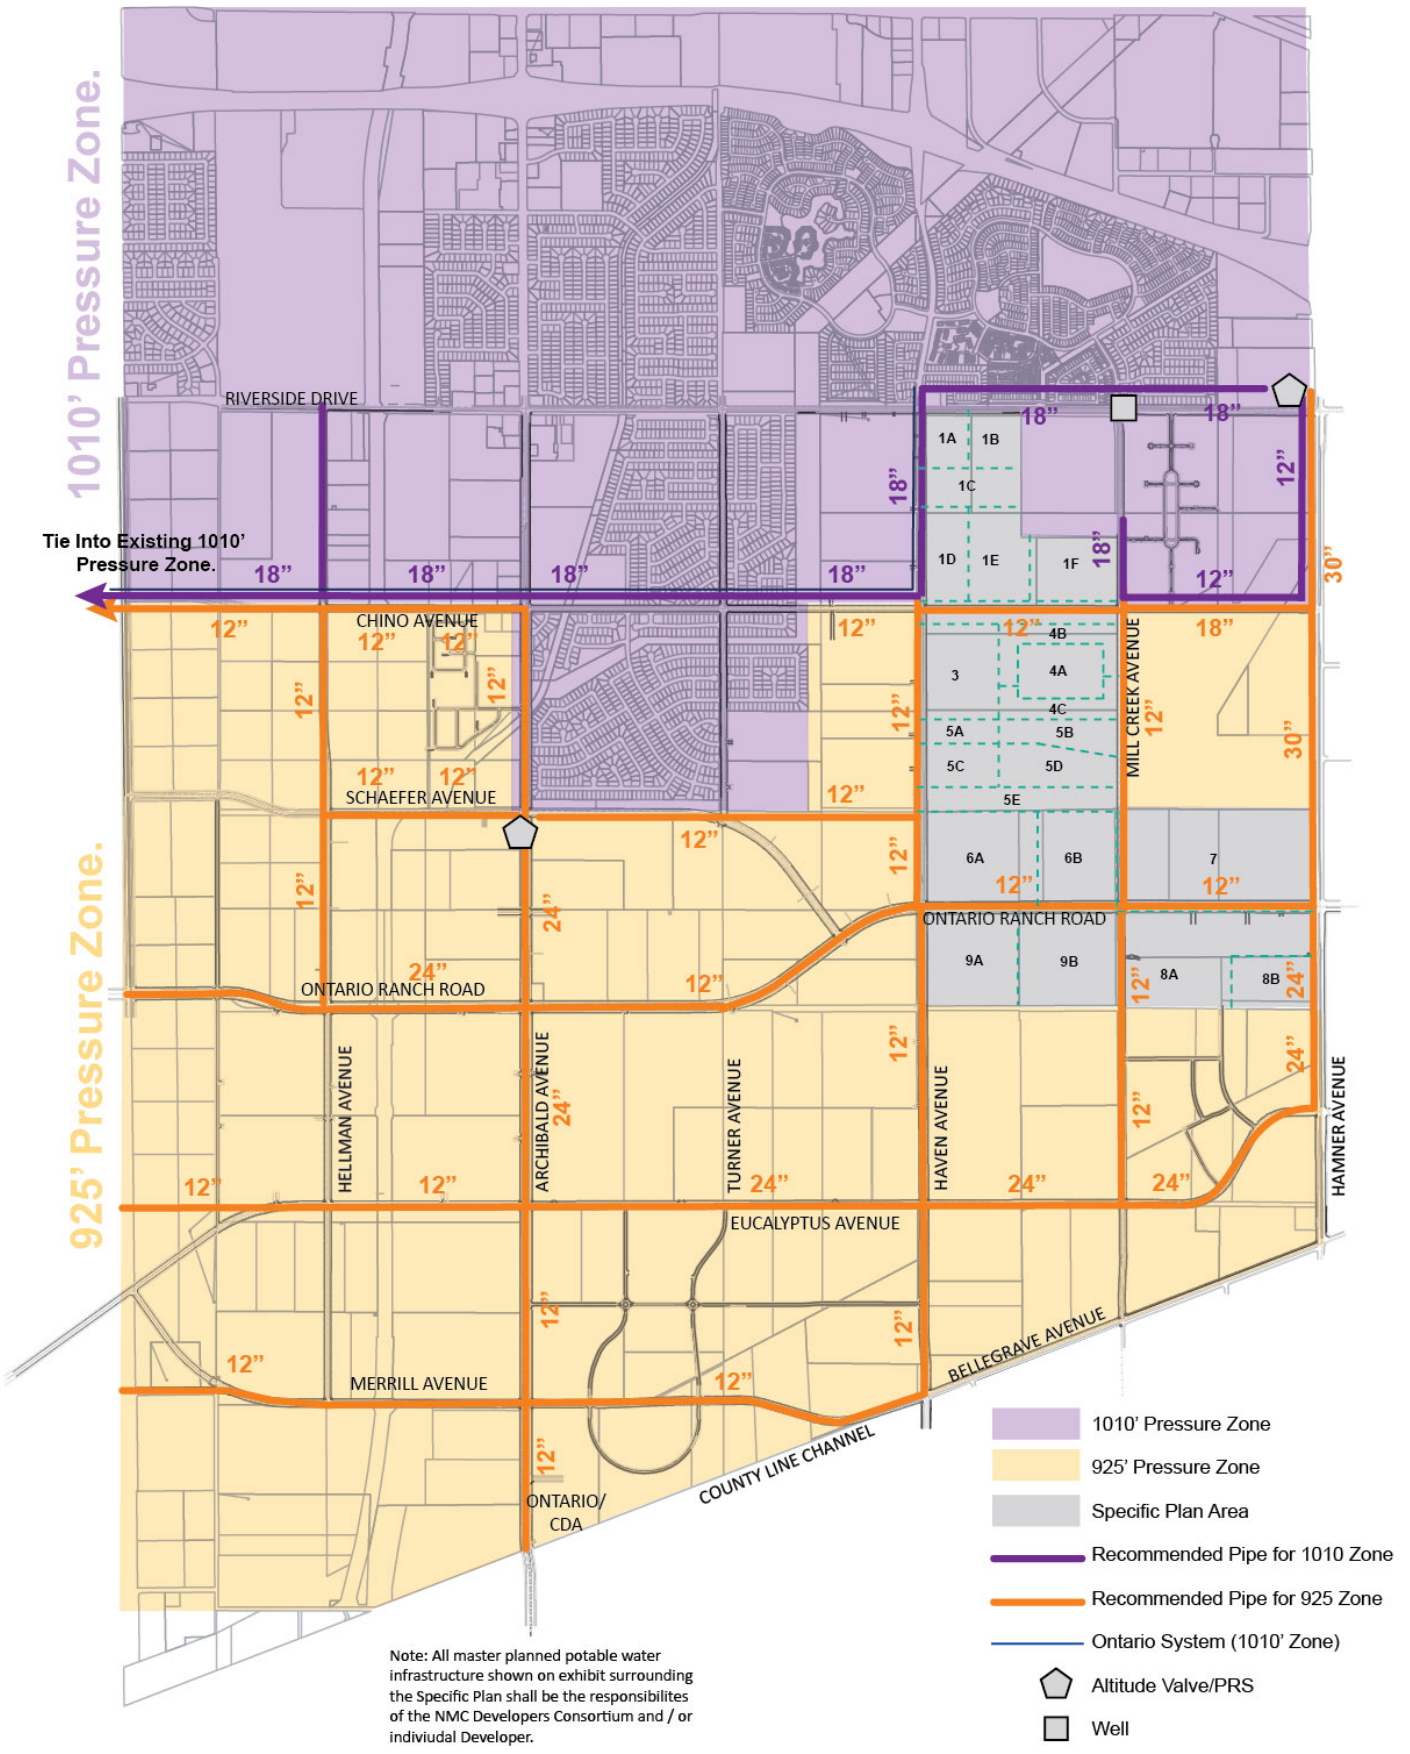 1010’ Pressure Zone.
RIVERSIDE DRIVE
18”
18”
1A
1B
18”
12”
1C
Tie Into Existing 1010’
Pressure Zone.
18”
1D
1E
1F
30”
18”
18”
18”
18”
12”
12”
CHINO AVENUE
12”
12”
12”
12”
4B
18”
MILL CREEK AVENUE
3
4A
12”
12”
12”
4C
12”
5A
5B
30”
12”
12”
5C
5D
SCHAEFER AVENUE
12”
5E
12”
12”
6A
6B
7
12”
12”
12”
24”
ONTARIO RANCH ROAD
925’ Pressure Zone.
9A
9B
8A
8B
24”
12”
12”
24”
ONTARIO RANCH ROAD
12”
24”
HELLMAN AVENUE
ARCHIBALD AVENUE
24”
TURNER AVENUE
HAVEN AVENUE
12”
HAMNER AVENUE
12”
12”
24”
24”
24”
EUCALYPTUS AVENUE
12”
12”
BELLEGRAVE AVENUE
12”
MERRILL AVENUE
12”
12”
COUNTY LINE CHANNEL
ONTARIO/
CDA
1010’ Pressure Zone
925’ Pressure Zone
Specific Plan Area
Recommended Pipe for 1010 Zone
Recommended Pipe for 925 Zone
Ontario System (1010’ Zone)
Altitude Valve/PRS
Well
Note: All master planned potable water
infrastructure shown on exhibit surrounding
the Specific Plan shall be the responsibilites
of the NMC Developers Consortium and / or
indiviudal Developer.